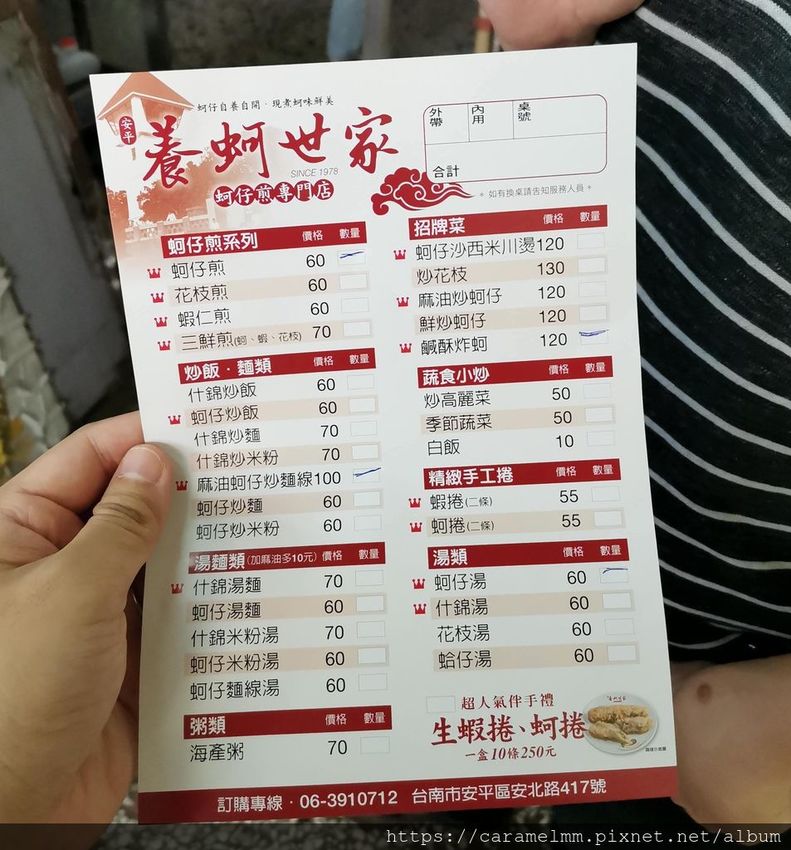 蚵仔自養自開·現煮蚵味鮮美
安平
養蚵世家
SINCE 1978
蚵仔煎專門店
外帶 內用 桌號
合計
如有換桌請告知服務人員
蚵仔煎系列 價格 數量
蚵仔煎 60
花枝煎 60
蝦仁煎 60
三鮮煎(蚵、蝦、花枝) 70
炒飯·麵類 價格 數量
什錦炒飯 60
蚵仔炒飯 60
什錦炒麵 70
什錦炒米粉 70
麻油蚵仔炒麵線100
蚵仔炒麵 60
蚵仔炒米粉 60
湯麵類(加麻油多10元) 價格 數量
什錦湯麵 70
蚵仔湯麵 60
什錦米粉湯 70
蚵仔米粉湯 60
蚵仔麵線湯 60
粥類 價格 數量
海產粥 70
招牌菜 價格 數量
蚵仔沙西米川燙120
炒花枝 130
麻油炒蚵仔 120
鮮炒蚵仔 120
鹹酥炸蚵 120
蔬食小炒 價格 數量
炒高麗菜 50
季節蔬菜 50
白飯 10
精緻手工捲 價格 數量
蝦捲(二條) 55
蚵捲(二條) 55
湯類 價格 數量
蚵仔湯 60
什錦湯 60
花枝湯 60
蛤仔湯 60
超人氣伴手禮
生蝦捲、蚵捲
一盒10條250元
訂購專線·06-3910712 台南市安平區安北路417號
https://caramelmm.pixnet.net/album